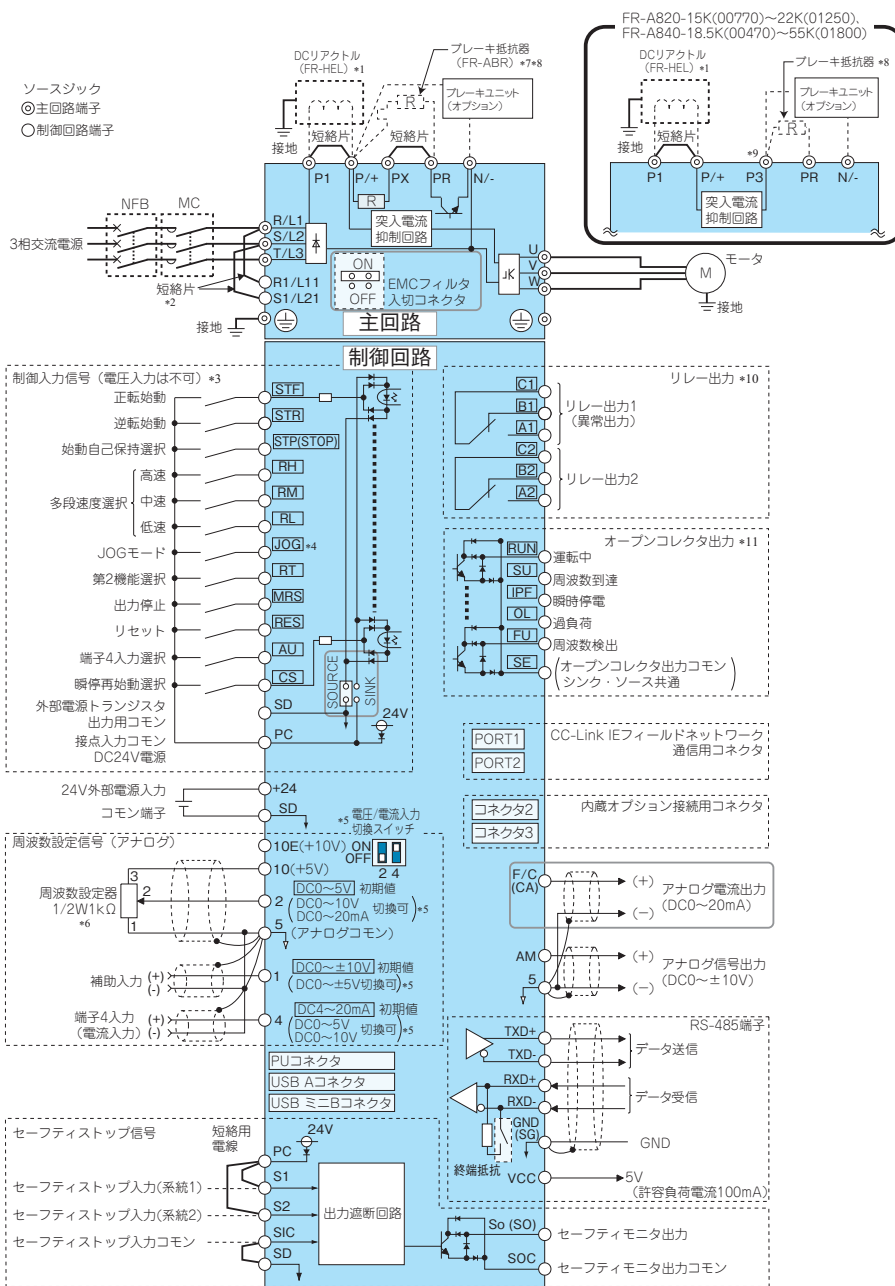 FR-A820-15K(00770)～22K(01250)、
FR-A840-18.5K(00470)～55K(01800)
ソースジック
◎主回路端子
○制御回路端子
DCリアクトル
(FR-HEL) *1
ブレーキ抵抗器
(FR-ABR) *7*8
ブレーキユニット
(オプション)
R
接地
短絡片
短絡片
P1
P/+
PX
PR
N/-
R
DCリアクトル
(FR-HEL) *1
ブレーキ抵抗器 *8
ブレーキユニット
(オプション)
R
接地
短絡片
*9
P1
P/+
P3
PR
N/-
突入電流
抑制回路
NFB
MC
3相交流電源
R/L1
S/L2
T/L3
短絡片
*2
R1/L11
S1/L21
接地
突入電流
抑制回路
ON
OFF
EMCフィルタ
入切コネクタ
U
V
W
モータ
M
接地
主回路
制御回路
制御入力信号（電圧入力は不可）*3
正転始動
STF
逆転始動
STR
始動自己保持選択
STP(STOP)
多段速度選択
高速
RH
中速
RM
低速
RL
JOGモード
JOG *4
第2機能選択
RT
出力停止
MRS
リセット
RES
端子4入力選択
AU
瞬停再始動選択
CS
外部電源トランジスタ
出力用コモン
SD
接点入力コモン
DC24V電源
PC
SOURCE
SINK
24V
リレー出力 *10
C1
B1
A1
リレー出力1
(異常出力)
C2
B2
A2
リレー出力2
オープンコレクタ出力 *11
RUN
運転中
SU
周波数到達
IPF
瞬時停電
OL
過負荷
FU
周波数検出
SE
(オープンコレクタ出力コモン
シンク・ソース共通)
PORT1
PORT2
CC-Link IEフィールドネットワーク
通信用コネクタ
24V外部電源入力
+24
コモン端子
SD
コネクタ2
コネクタ3
内蔵オプション接続用コネクタ
*5 電圧/電流入力
切換スイッチ
周波数設定信号（アナログ）
10E(+10V)
ON
OFF
2 4
10(+5V)
周波数設定器
1/2W1kΩ
*6
3
2
1
2
DC0～5V 初期値
(DC0～10V
DC0～20mA 切換可) *5
5
(アナログコモン)
補助入力 (+)
(-)
1
DC0～±10V 初期値
(DC0～±5V切換可) *5
端子4入力 (+)
(電流入力) (-)
4
DC4～20mA 初期値
(DC0～5V
DC0～10V 切換可) *5
F/C
(CA)
(+)
(−)
アナログ電流出力
(DC0～20mA)
AM
5
(+)
(−)
アナログ信号出力
(DC0～±10V)
RS-485端子
TXD+
TXD-
データ送信
RXD+
RXD-
データ受信
GND
(SG)
GND
終端抵抗
VCC
5V
(許容負荷電流100mA)
PUコネクタ
USB Aコネクタ
USB ミニBコネクタ
セーフティストップ信号
短絡用
電線
24V
PC
セーフティストップ入力(系統1)
S1
セーフティストップ入力(系統2)
S2
セーフティストップ入力コモン
SIC
SD
出力遮断回路
So (SO)
セーフティモニタ出力
SOC
セーフティモニタ出力コモン